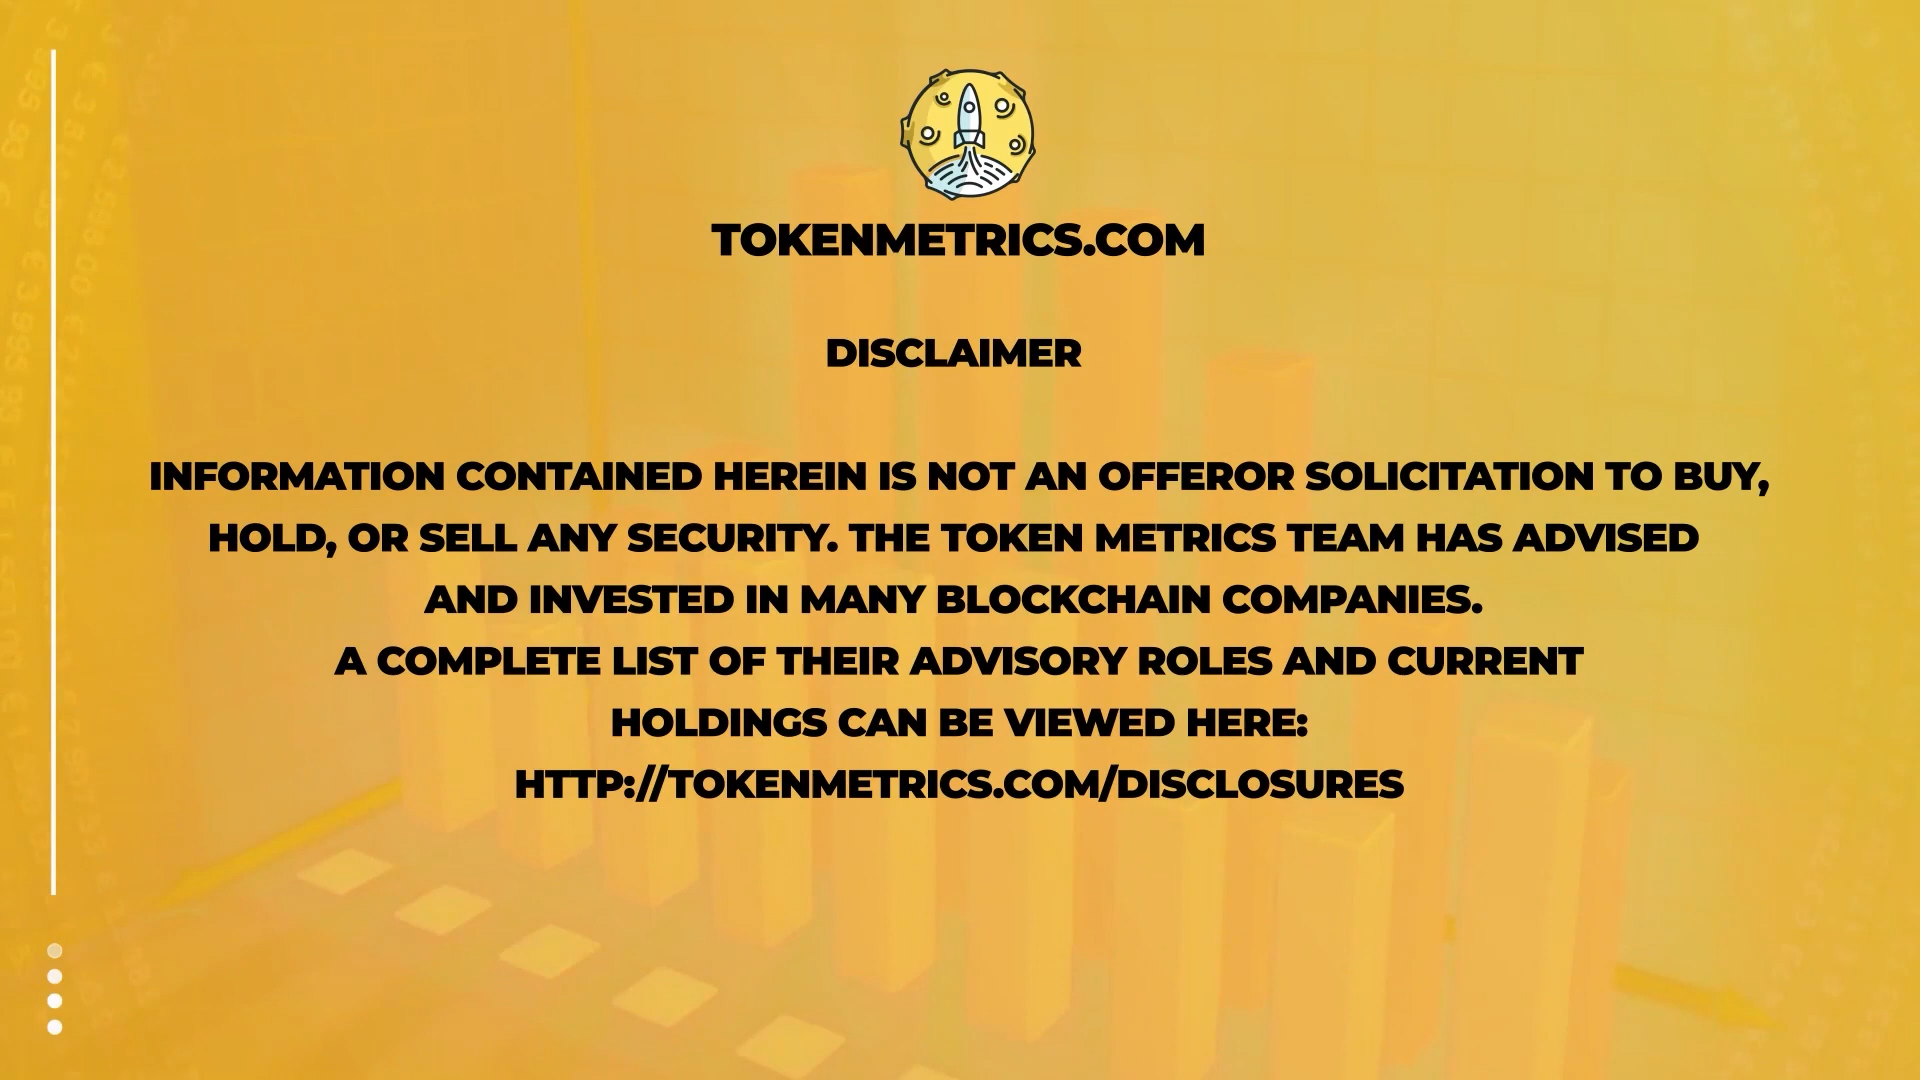 TOKENMETRICS.COM
DISCLAIMER
INFORMATION CONTAINED HEREIN IS NOT AN OFFEROR SOLICITATION TO BUY,
HOLD, OR SELL ANY SECURITY. THE TOKEN METRICS TEAM HAS ADVISED
AND INVESTED IN MANY BLOCKCHAIN COMPANIES.
A COMPLETE LIST OF THEIR ADVISORY ROLES AND CURRENT
HOLDINGS CAN BE VIEWED HERE:
HTTP://TOKENMETRICS.COM/DISCLOSURES